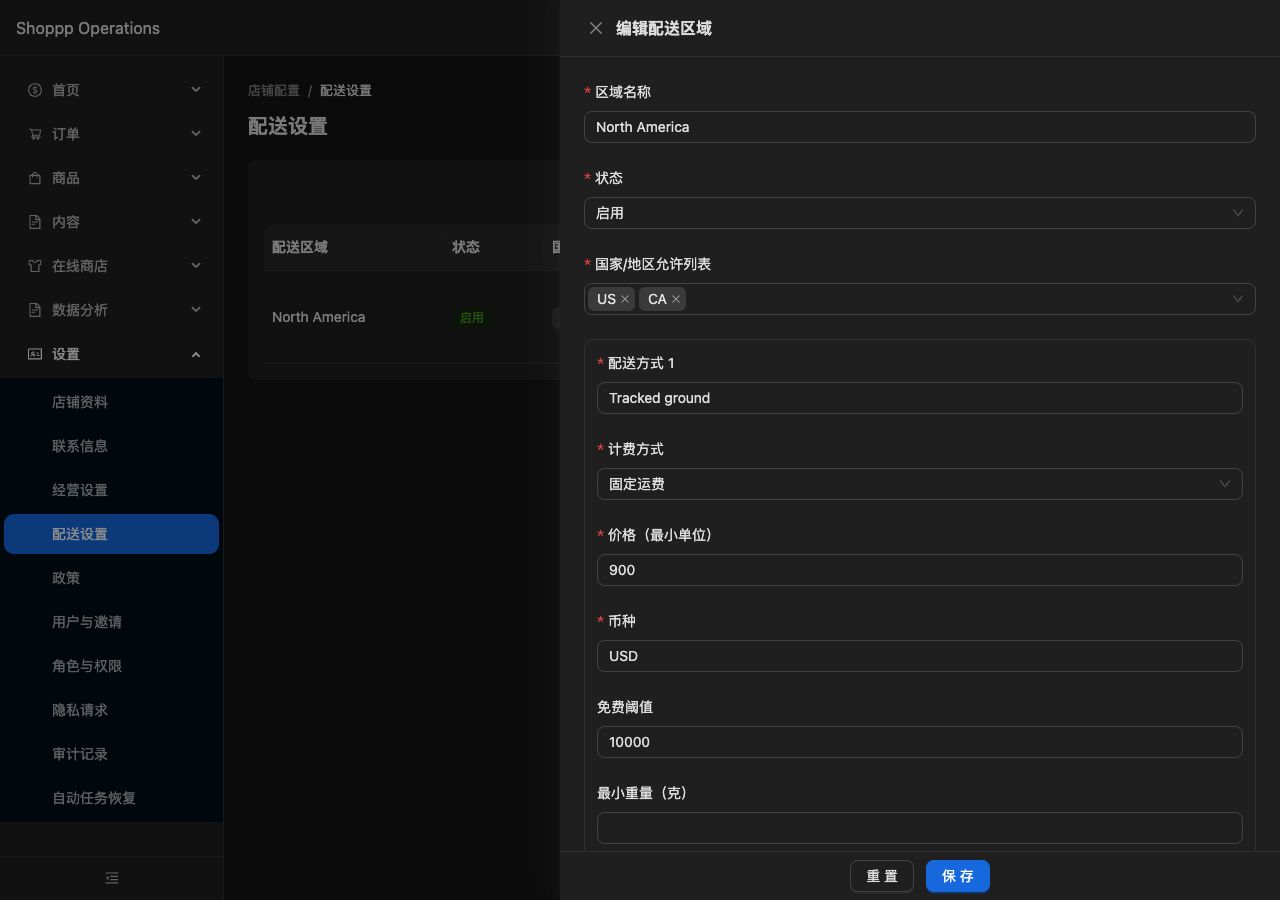 Shoppp Operations
首页
订单
商品
内容
在线商店
数据分析
设置
店铺资料
联系信息
经营设置
配送设置
政策
用户与邀请
角色与权限
隐私请求
审计记录
自动任务恢复
店铺配置 / 配送设置
配送设置
配送区域 状态
North America 启用
编辑配送区域
* 区域名称
North America
* 状态
启用
* 国家/地区允许列表
US CA
* 配送方式 1
Tracked ground
* 计费方式
固定运费
* 价格（最小单位）
900
* 币种
USD
免费阈值
10000
最小重量（克）
重 置 保 存